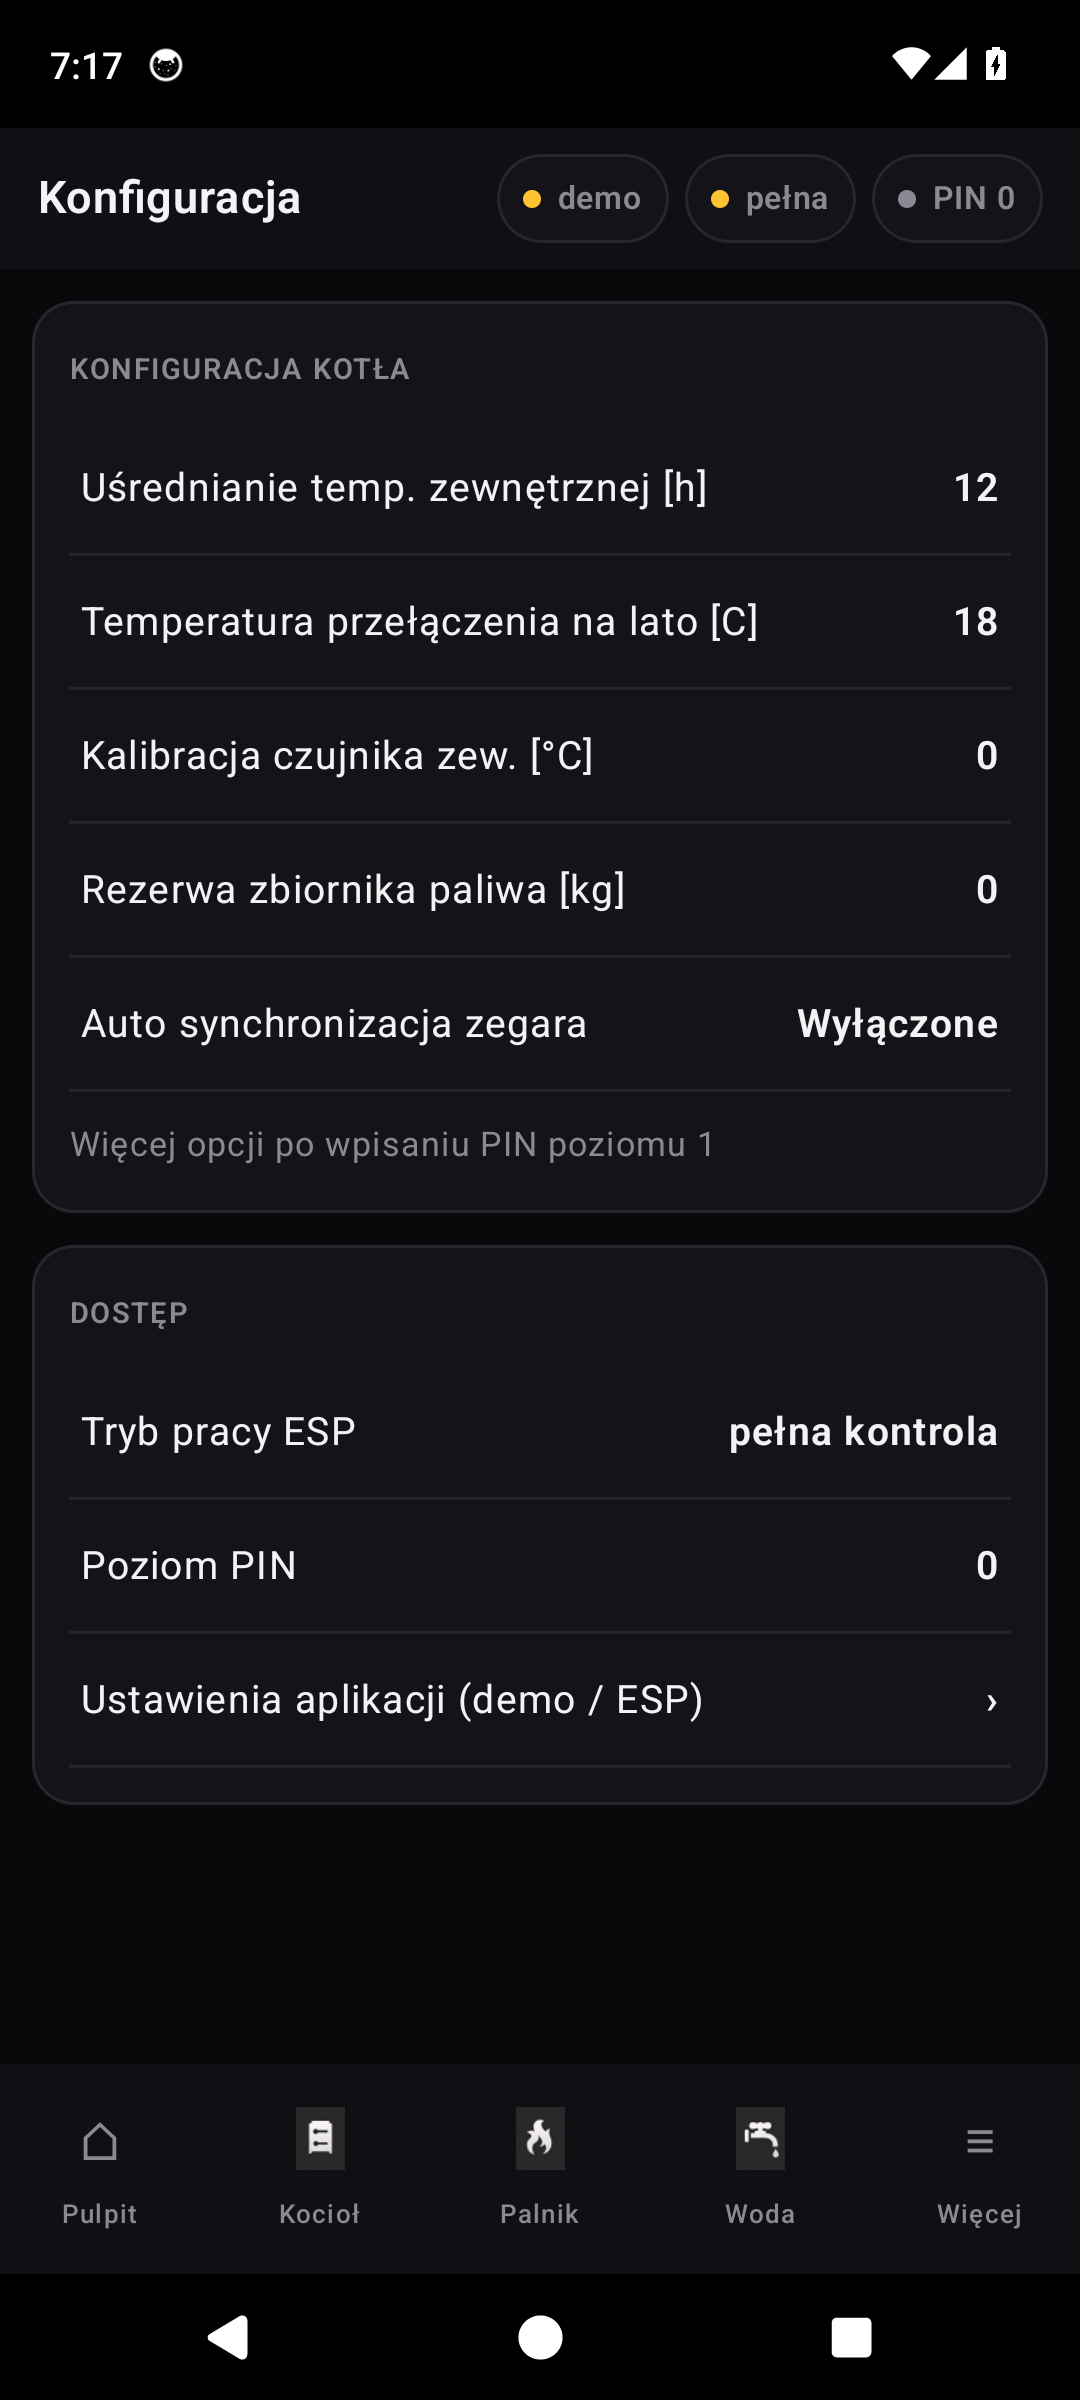 7:17
Konfiguracja
demo
pełna
PIN 0
KONFIGURACJA KOTŁA
Uśrednianie temp. zewnętrznej [h] 12
Temperatura przełączenia na lato [C] 18
Kalibracja czujnika zew. [°C] 0
Rezerwa zbiornika paliwa [kg] 0
Auto synchronizacja zegara Wyłączone
Więcej opcji po wpisaniu PIN poziomu 1
DOSTĘP
Tryb pracy ESP pełna kontrola
Poziom PIN 0
Ustawienia aplikacji (demo / ESP) ›
Pulpit
Kocioł
Palnik
Woda
Więcej